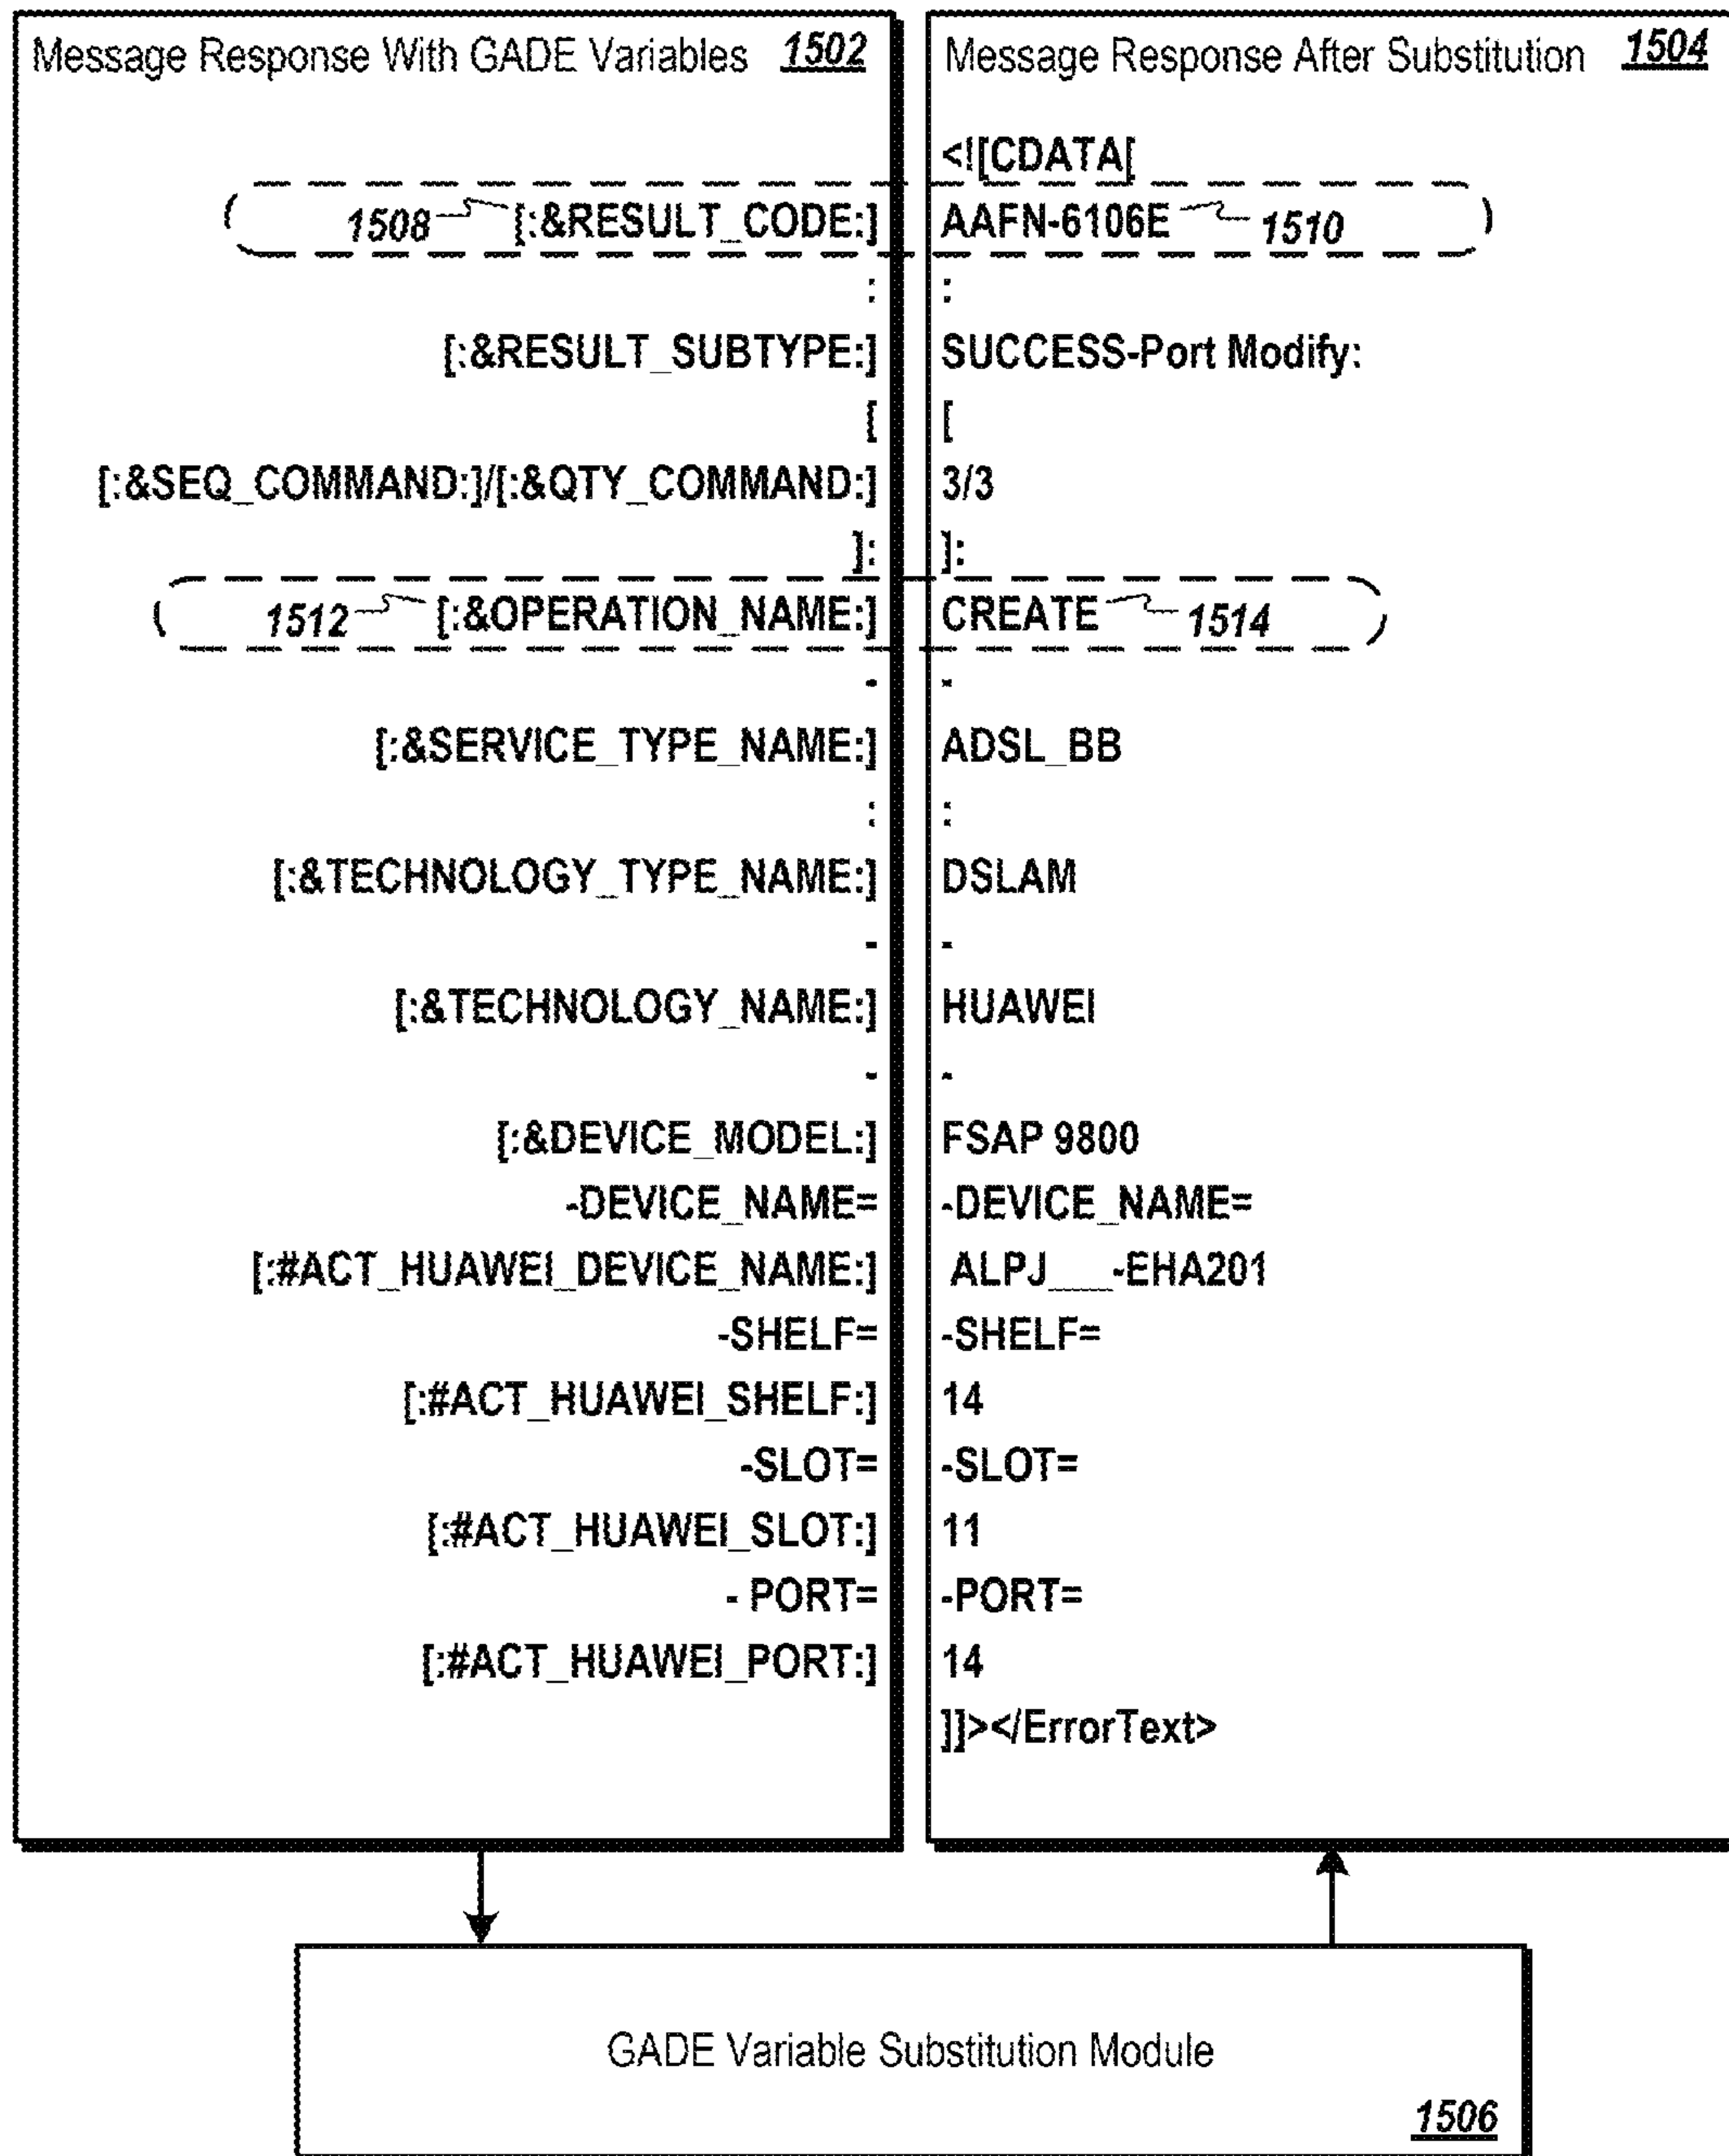 Message Response With GADE Variables 1502
1508 [:&RESULT_CODE:]
:
[:&RESULT_SUBTYPE:]
[
[:&SEQ_COMMAND:]/[:&QTY_COMMAND:]
]:
1512 [:&OPERATION_NAME:]
-
[:&SERVICE_TYPE_NAME:]
:
[:&TECHNOLOGY_TYPE_NAME:]
-
[:&TECHNOLOGY_NAME:]
-
[:&DEVICE_MODEL:]
-DEVICE_NAME=
[:#ACT_HUAWEI_DEVICE_NAME:]
-SHELF=
[:#ACT_HUAWEI_SHELF:]
-SLOT=
[:#ACT_HUAWEI_SLOT:]
- PORT=
[:#ACT_HUAWEI_PORT:]
Message Response After Substitution 1504
<![CDATA[
AAFN-6106E 1510
:
SUCCESS-Port Modify:
[
3/3
]:
CREATE 1514
-
ADSL_BB
:
DSLAM
-
HUAWEI
-
FSAP 9800
-DEVICE_NAME=
ALPJ___-EHA201
-SHELF=
14
-SLOT=
11
-PORT=
14
]]></ErrorText>
GADE Variable Substitution Module
1506